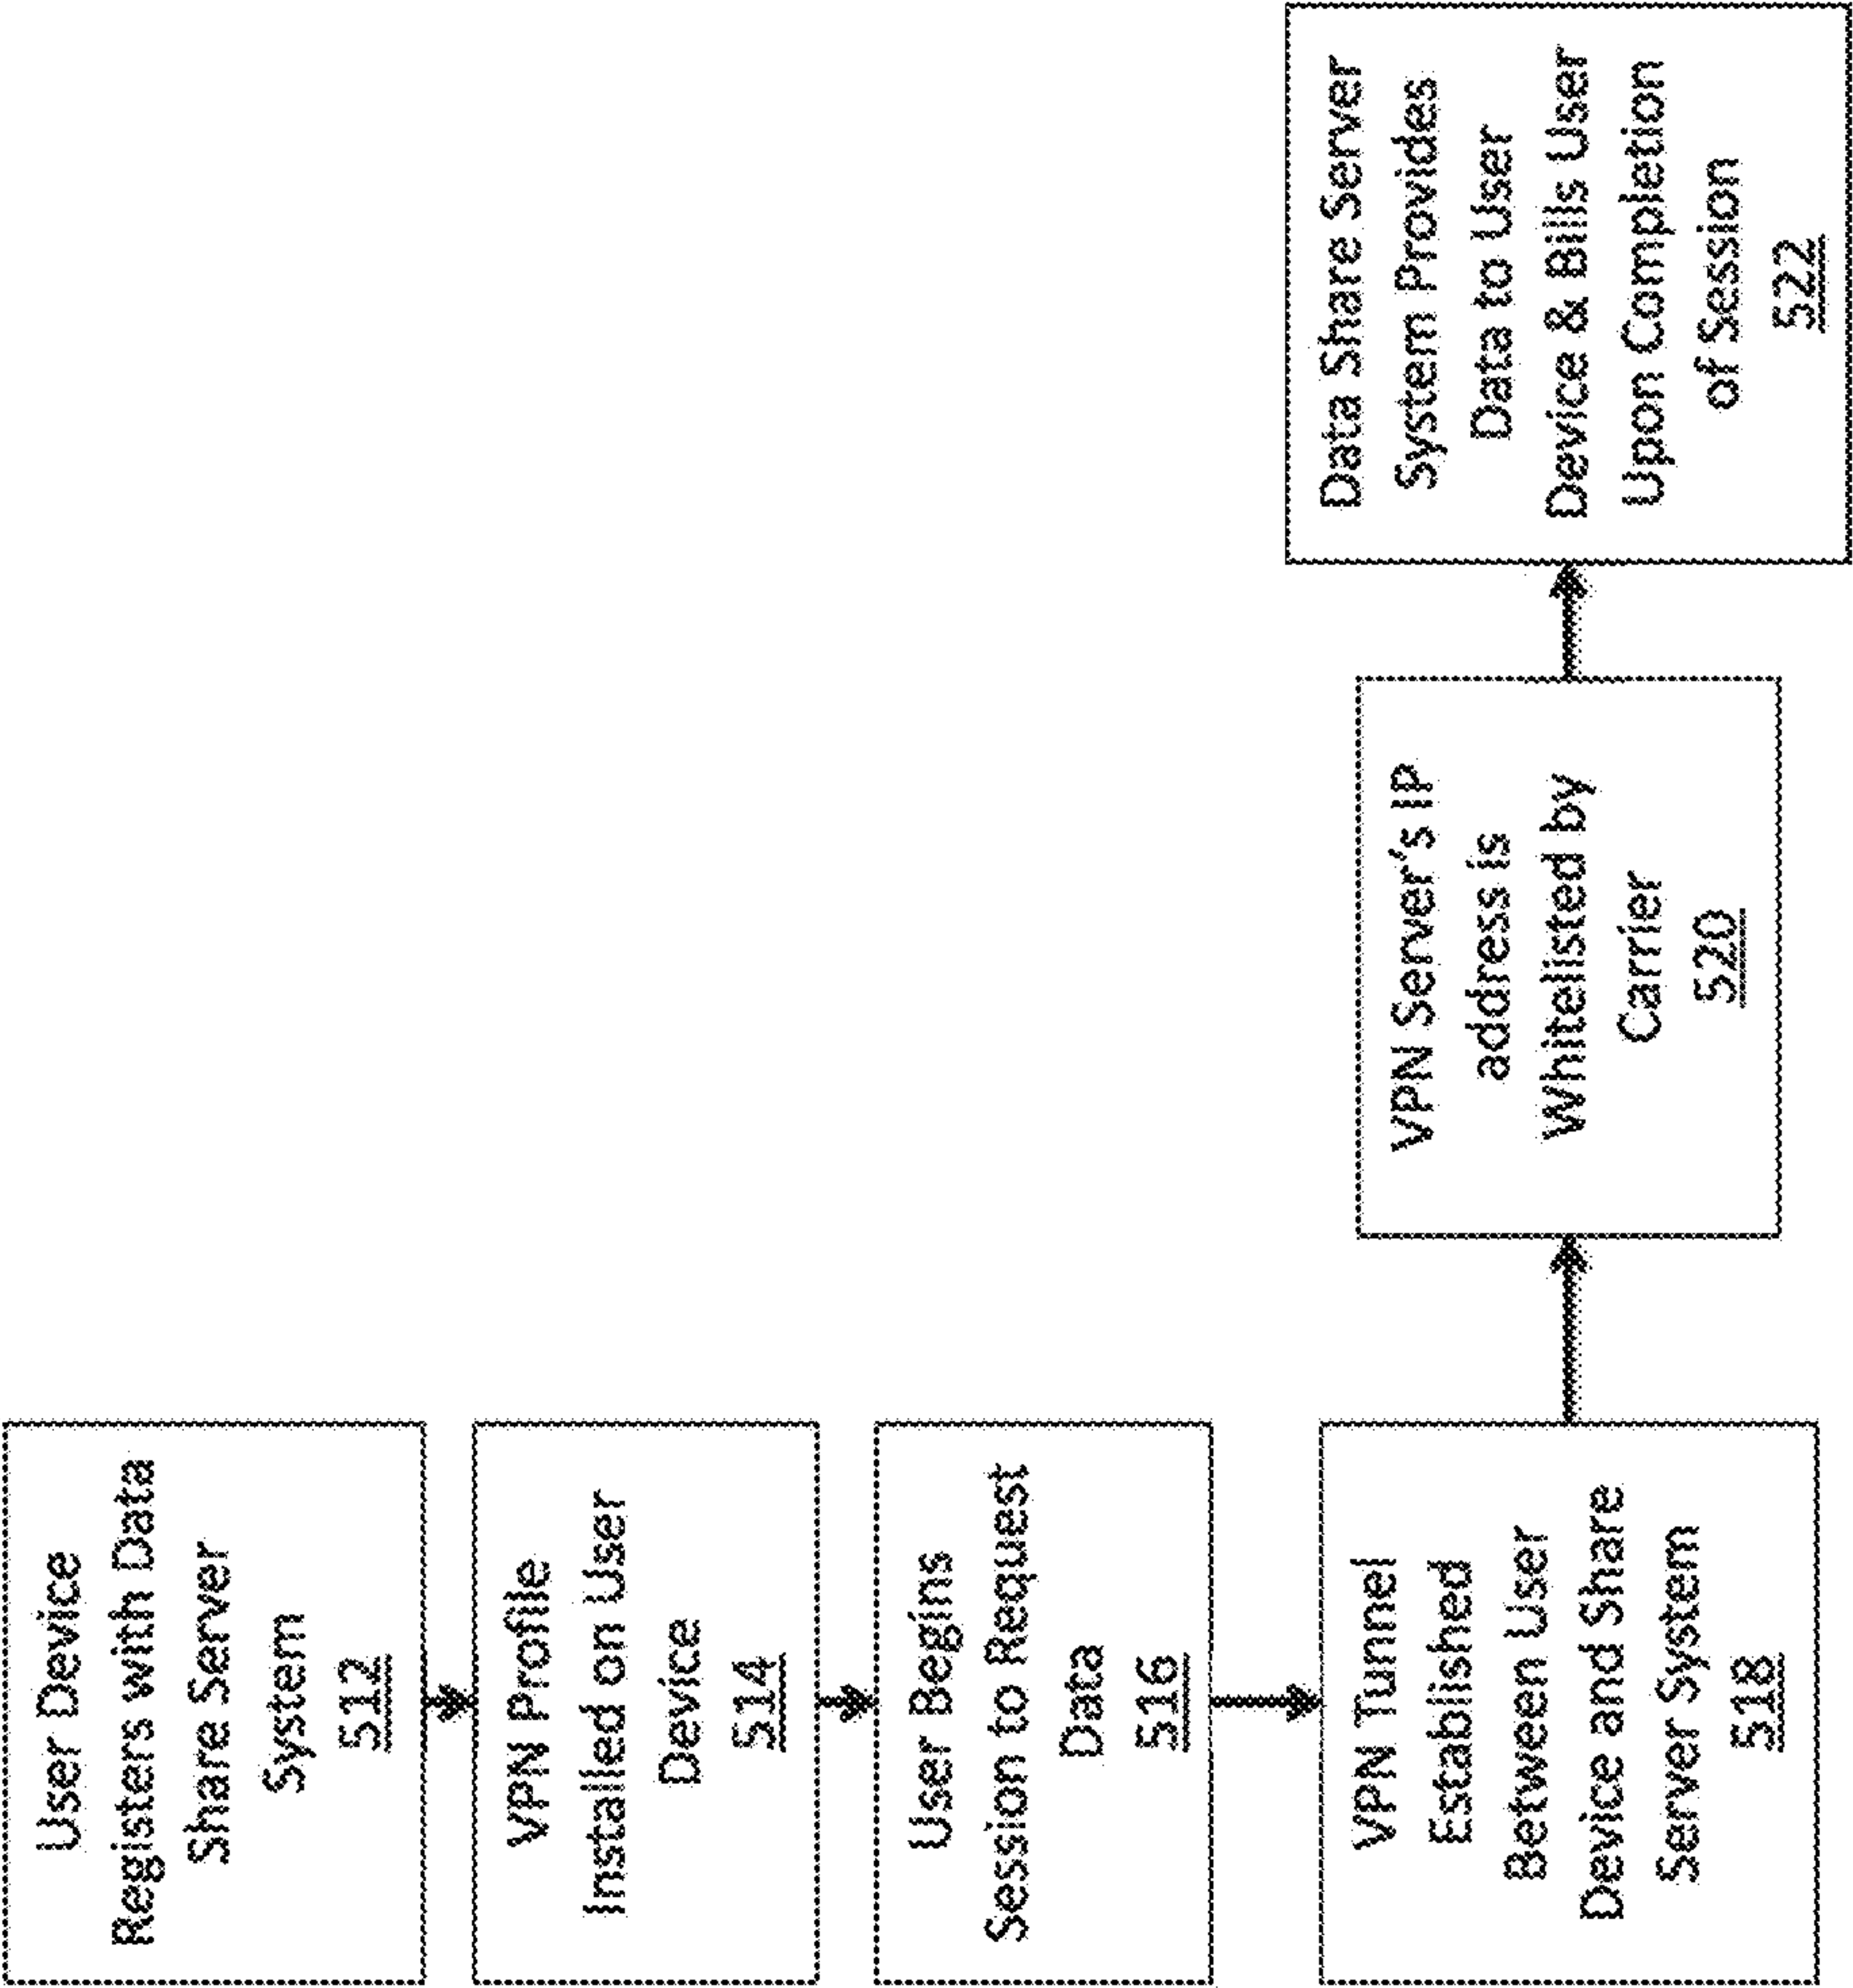 User Device
Registers with Data
Share Server
System
512
VPN Profile
Installed on User
Device
514
User Begins
Session to Request
Data
516
VPN Tunnel
Established
Between User
Device and Share
Server System
518
VPN Server's IP
address is
Whitelisted by
Carrier
520
Data Share Server
System Provides
Data to User
Device & Bills User
Upon Completion
of Session
522